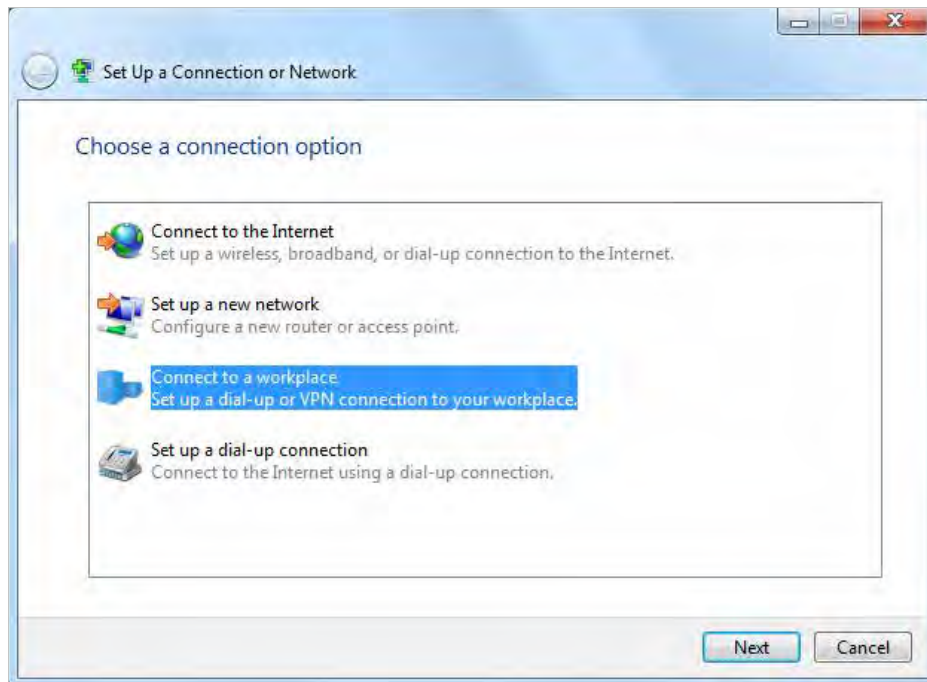 Set Up a Connection or Network
Choose a connection option
Connect to the Internet
Set up a wireless, broadband, or dial-up connection to the Internet.
Set up a new network
Configure a new router or access point.
Connect to a workplace
Set up a dial-up or VPN connection to your workplace.
Set up a dial-up connection
Connect to the Internet using a dial-up connection.
Next Cancel